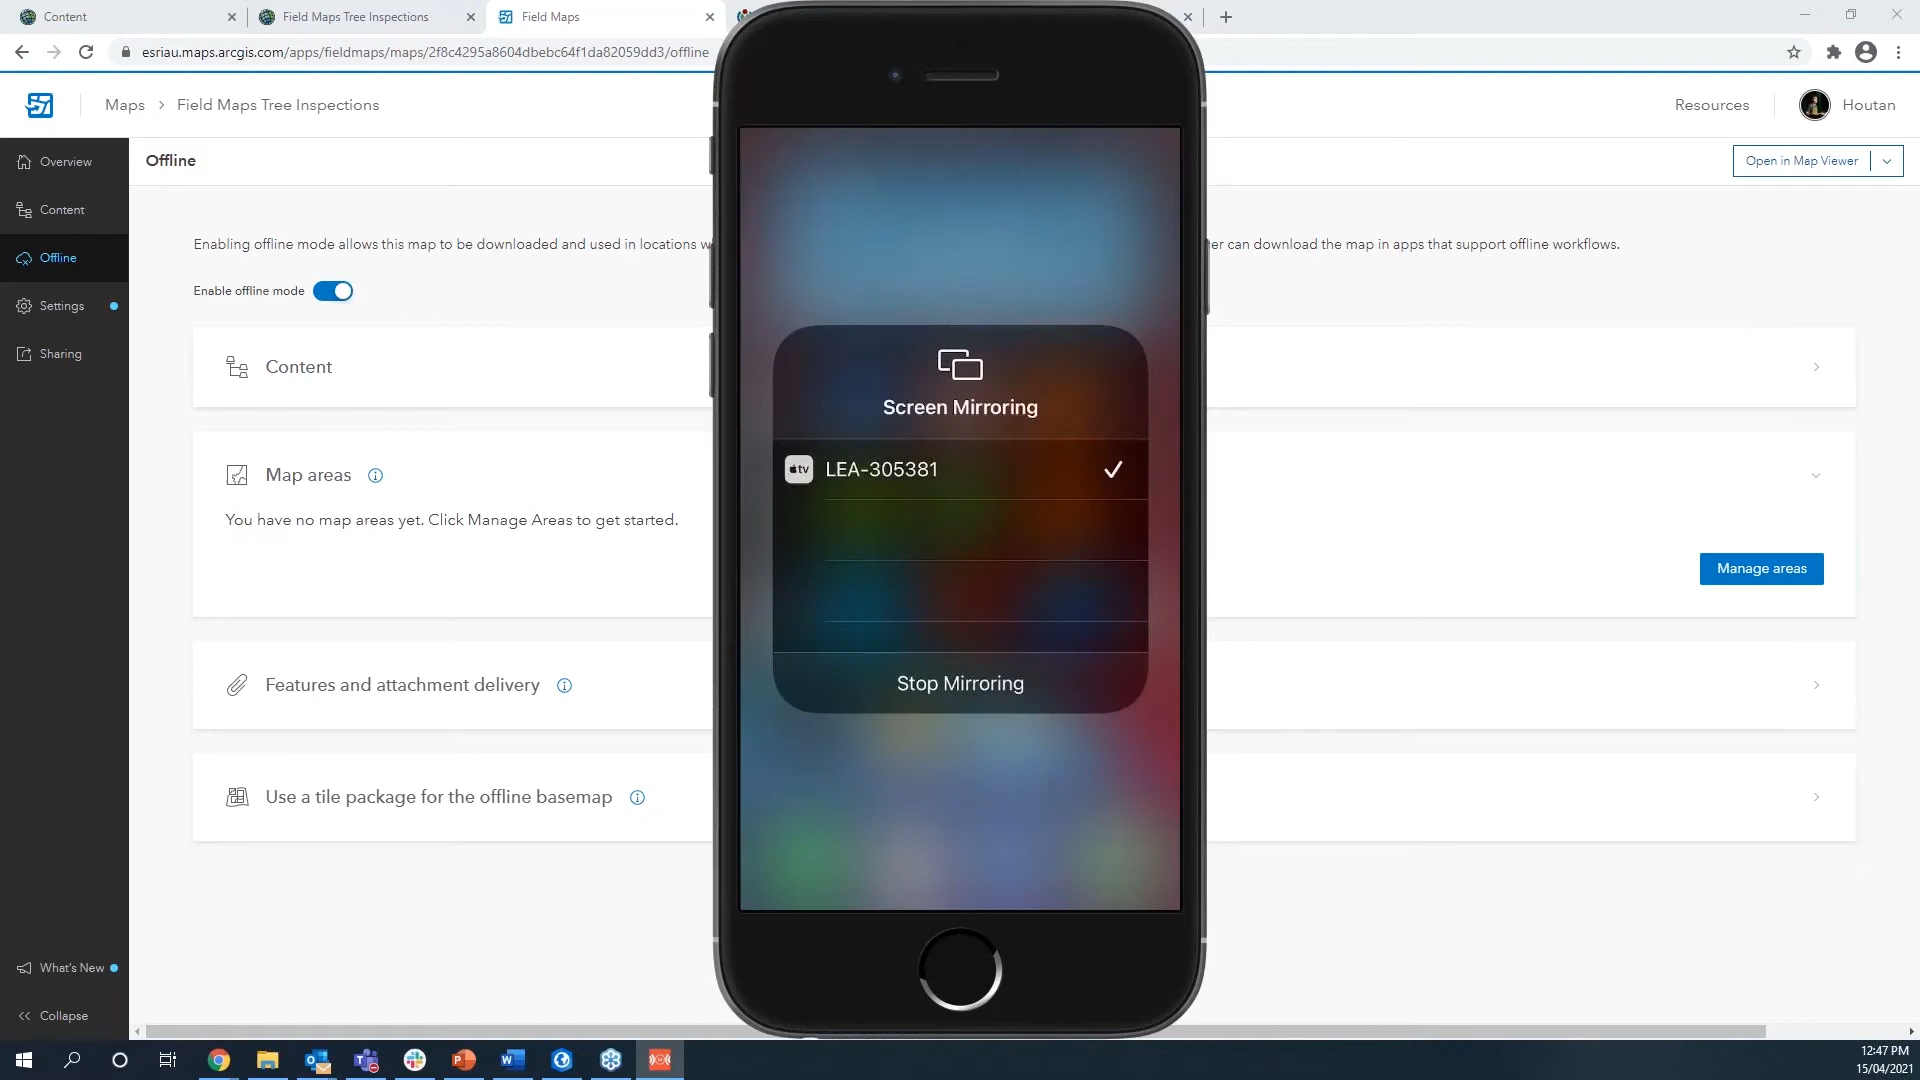 Content
Field Maps Tree Inspections
Field Maps
esriau.maps.arcgis.com/apps/fieldmaps/maps/2f8c4295a8604dbebc64f1da82059dd3/offline
Maps > Field Maps Tree Inspections
Resources
Houtan
Overview
Content
Offline
Settings
Sharing
What's New
Collapse
Offline
Open in Map Viewer
Enabling offline mode allows this map to be downloaded and used in locations
can download the map in apps that support offline workflows.
Enable offline mode
Content
Map areas
You have no map areas yet. Click Manage Areas to get started.
Manage areas
Features and attachment delivery
Use a tile package for the offline basemap
Screen Mirroring
tv LEA-305381
Stop Mirroring
12:47 PM
15/04/2021